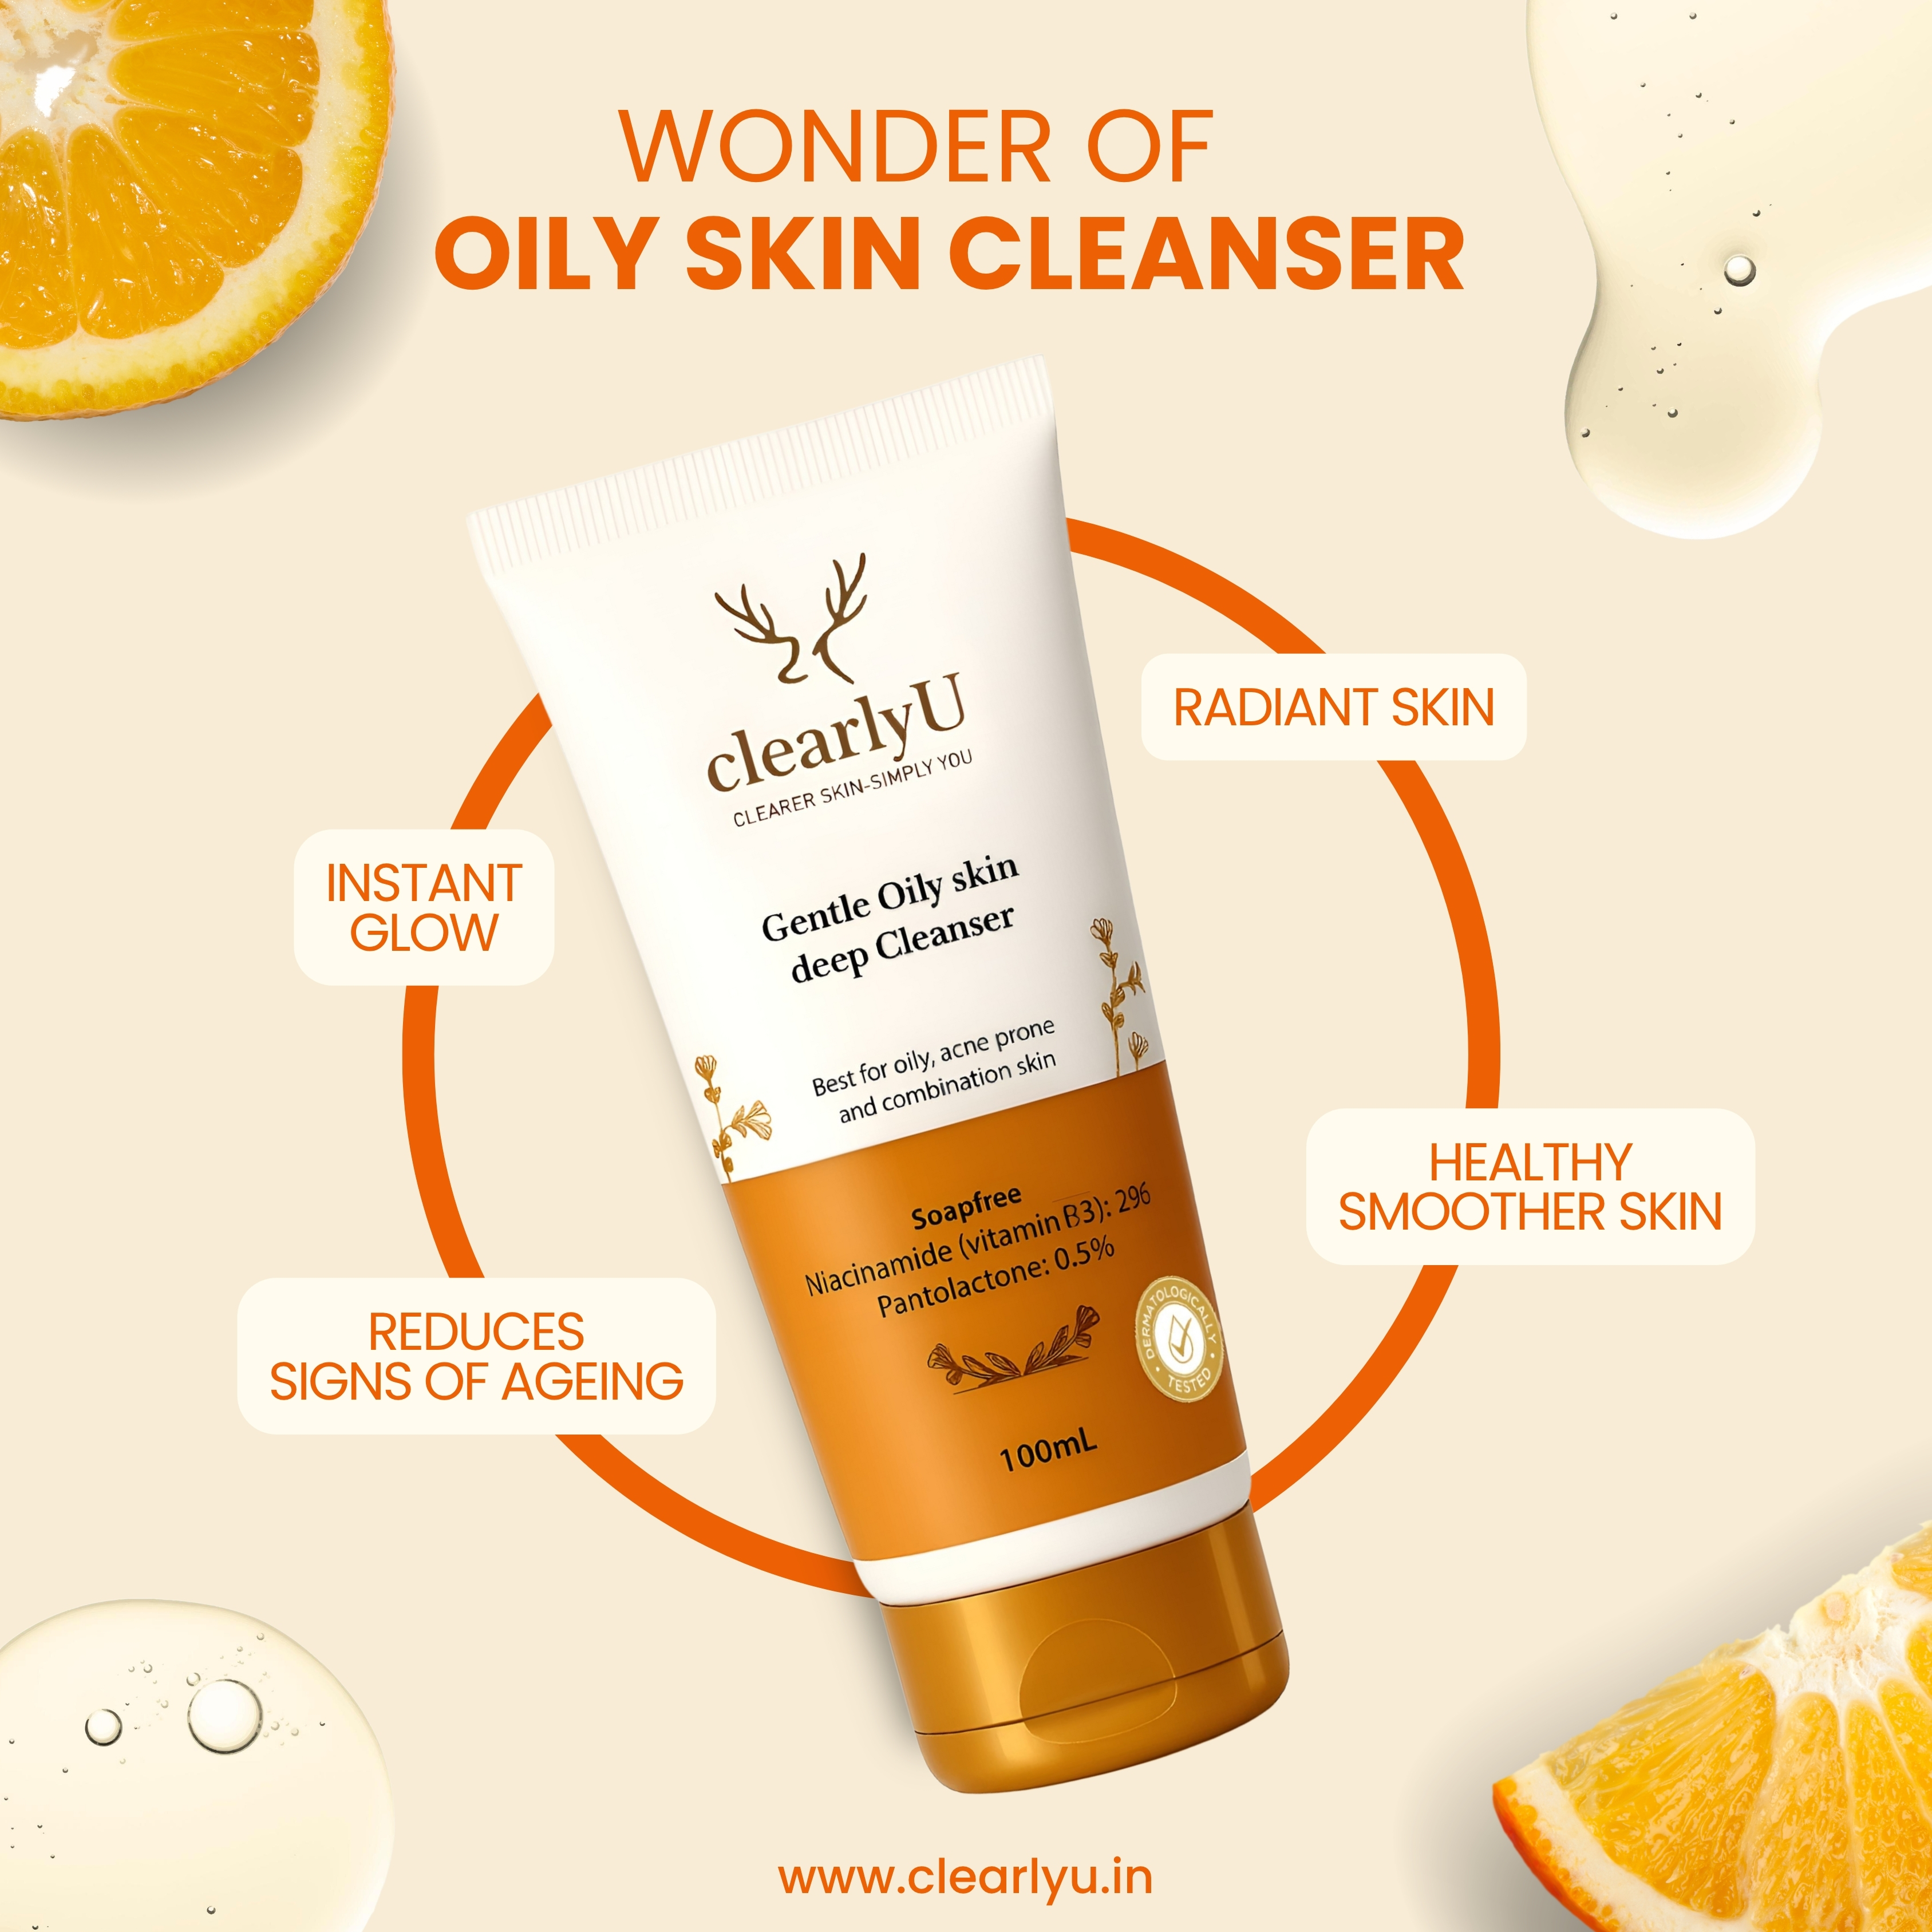 WONDER OF
OILY SKIN CLEANSER
clearlyU
CLEARER SKIN-SIMPLY YOU
Gentle Oily skin
deep Cleanser
Best for oily, acne prone
and combination skin
Soapfree
Niacinamide (vitamin B3): 296
Pantolactone: 0.5%
DERMATOLOGICALLY
TESTED
100mL
RADIANT SKIN
INSTANT
GLOW
HEALTHY
SMOOTHER SKIN
REDUCES
SIGNS OF AGEING
www.clearlyu.in